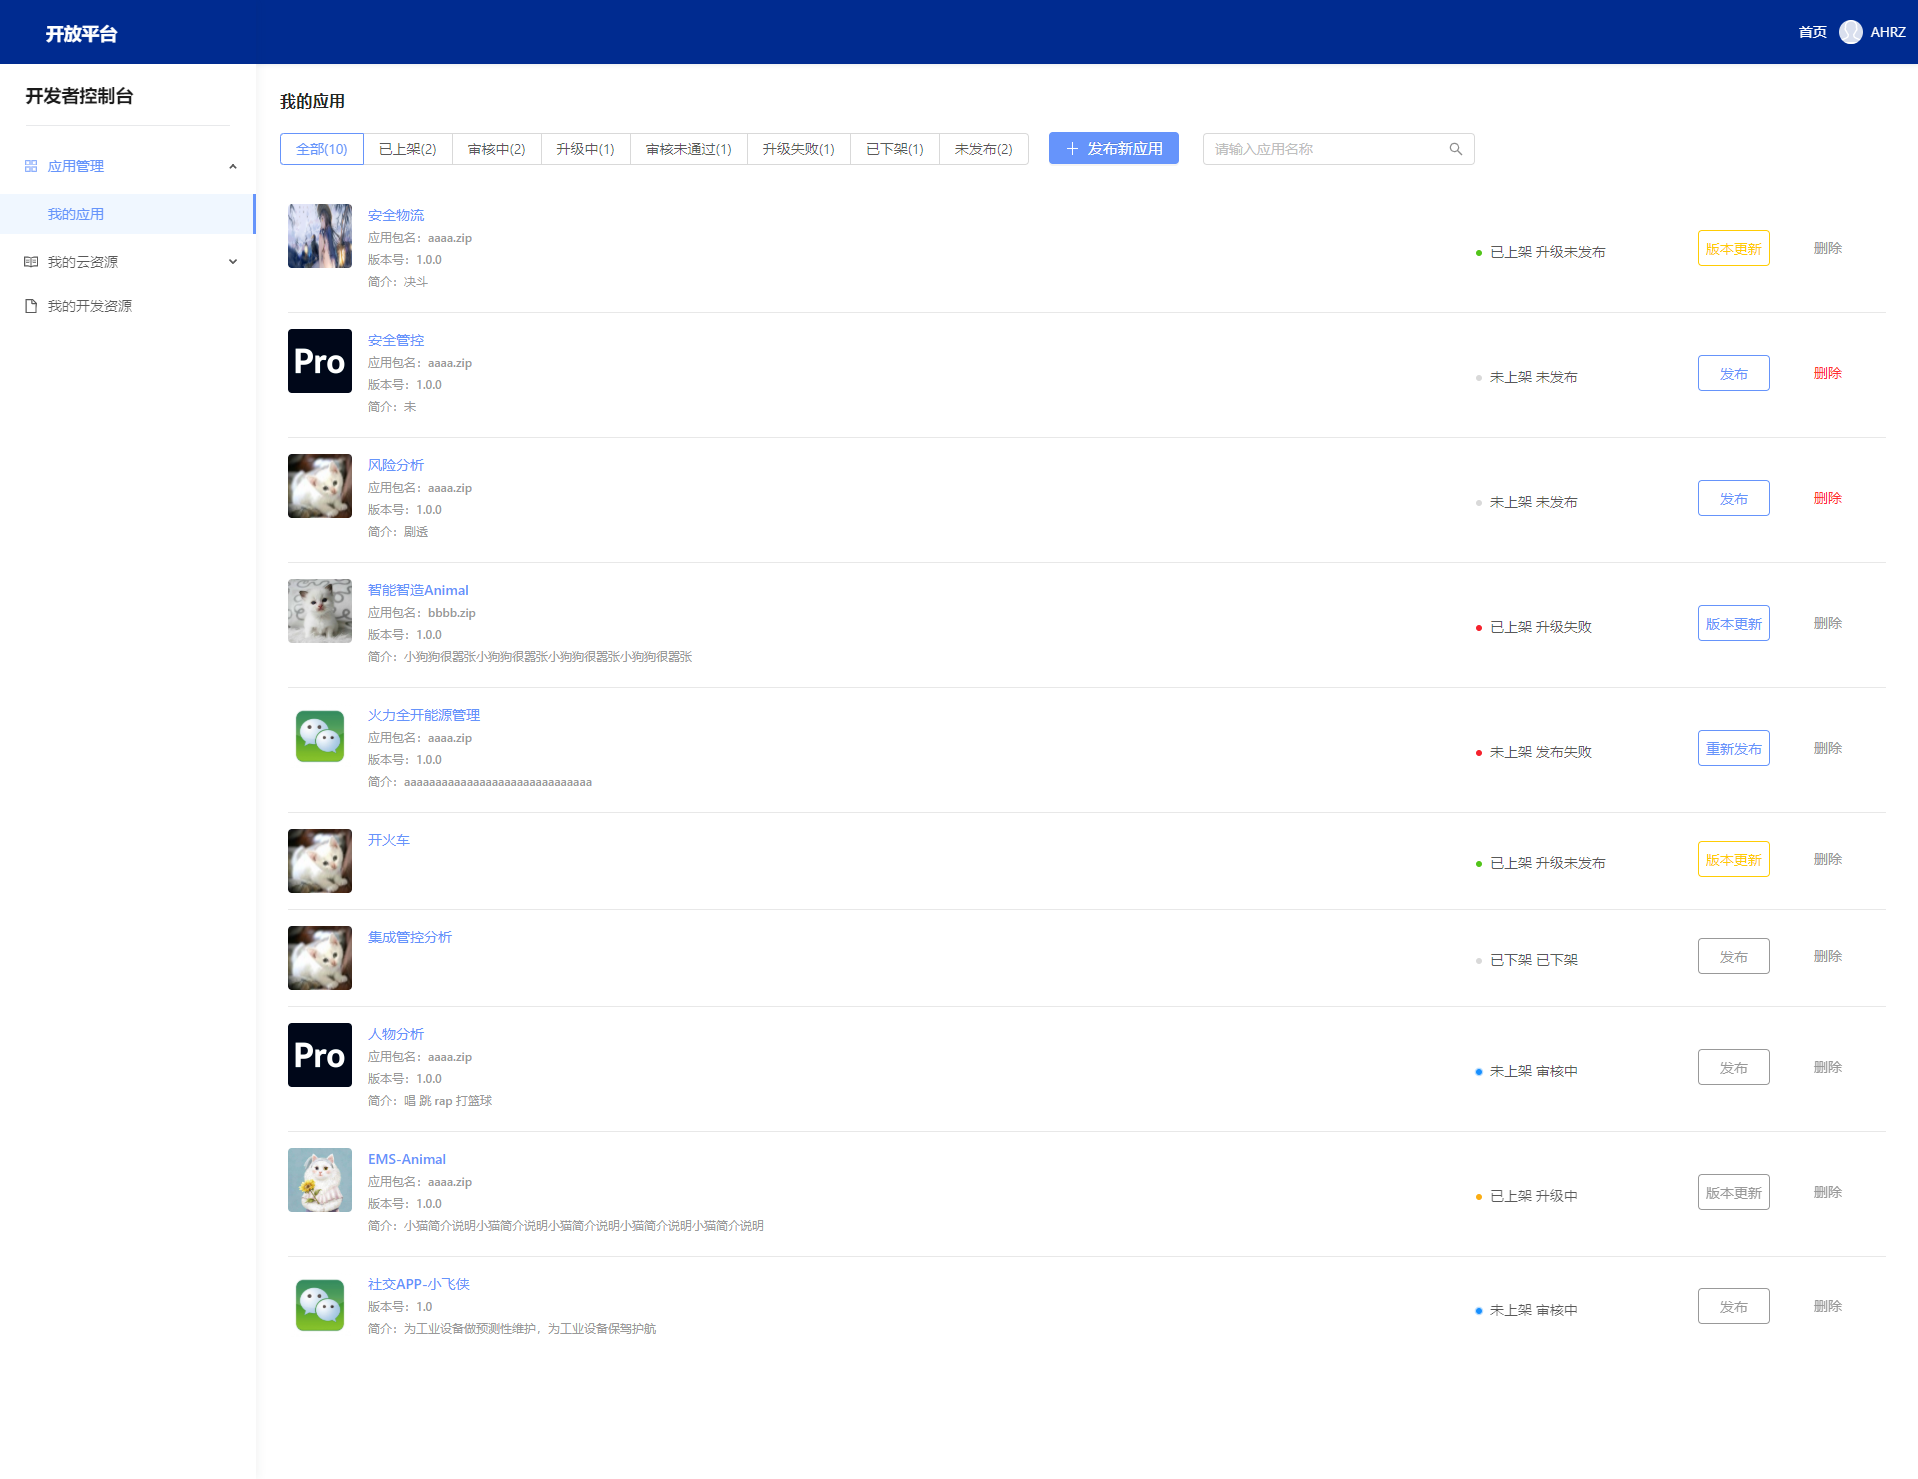 开放平台
首页 AHRZ
开发者控制台
应用管理
我的应用
我的云资源
我的开发资源
我的应用
全部(10) 已上架(2) 审核中(2) 升级中(1) 审核未通过(1) 升级失败(1) 已下架(1) 未发布(2) 发布新应用 请输入应用名称
安全物流
应用包名：aaaa.zip
版本号：1.0.0
简介：决斗
已上架 升级未发布 版本更新 删除
安全管控
应用包名：aaaa.zip
版本号：1.0.0
简介：未
未上架 未发布 发布 删除
风险分析
应用包名：aaaa.zip
版本号：1.0.0
简介：剧透
未上架 未发布 发布 删除
智能智造Animal
应用包名：bbbb.zip
版本号：1.0.0
简介：小狗狗很嚣张小狗狗很嚣张小狗狗很嚣张小狗狗很嚣张
已上架 升级失败 版本更新 删除
火力全开能源管理
应用包名：aaaa.zip
版本号：1.0.0
简介：aaaaaaaaaaaaaaaaaaaaaaaaaaaaaa
未上架 发布失败 重新发布 删除
开火车
已上架 升级未发布 版本更新 删除
集成管控分析
已下架 已下架 发布 删除
人物分析
应用包名：aaaa.zip
版本号：1.0.0
简介：唱 跳 rap 打篮球
未上架 审核中 发布 删除
EMS-Animal
应用包名：aaaa.zip
版本号：1.0.0
简介：小猫简介说明小猫简介说明小猫简介说明小猫简介说明小猫简介说明
已上架 升级中 版本更新 删除
社交APP-小飞侠
版本号：1.0
简介：为工业设备做预测性维护，为工业设备保驾护航
未上架 审核中 发布 删除
Pro
Pro